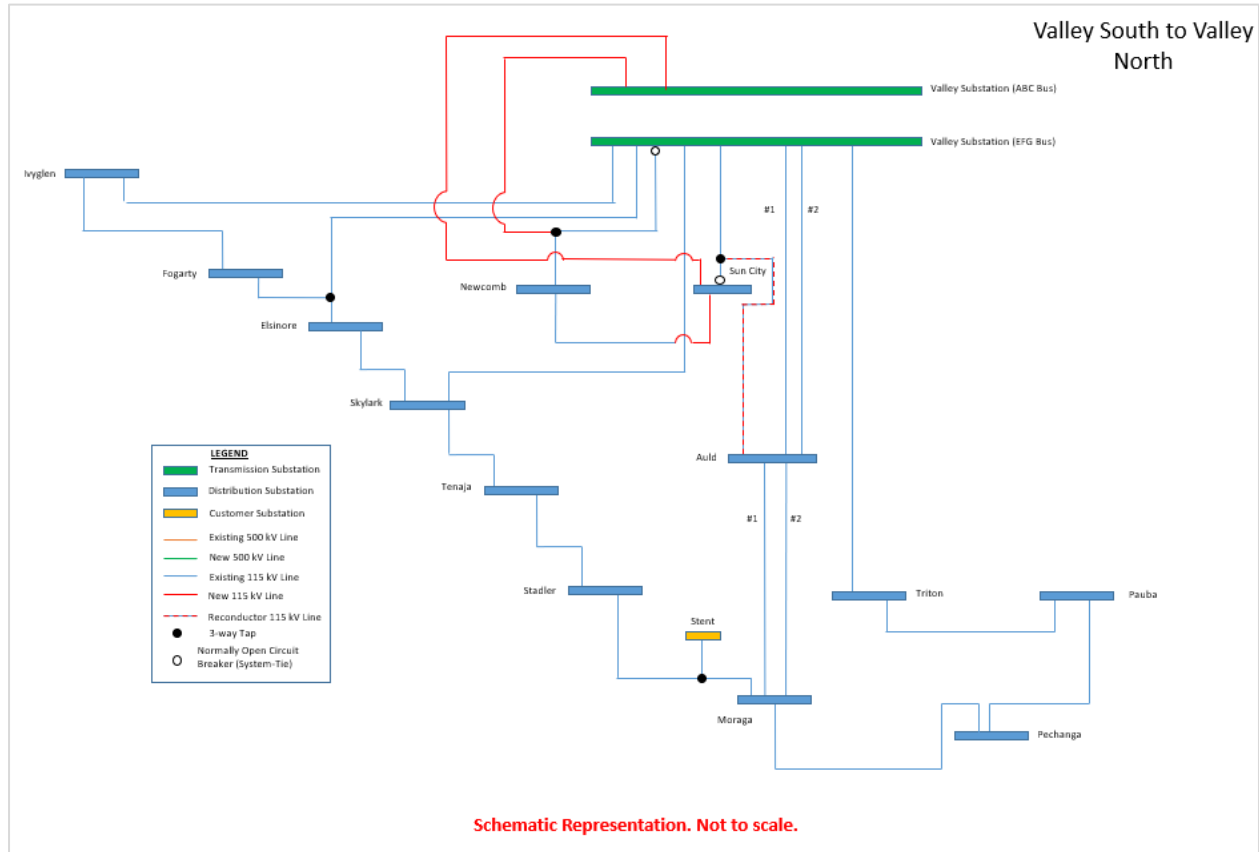 Valley South to Valley
North
Valley Substation (ABC Bus)
Valley Substation (EFG Bus)
Ivyglen
#1
#2
Fogarty
Sun City
Newcomb
Elsinore
Skylark
Auld
LEGEND
Transmission Substation
Distribution Substation
Customer Substation
Existing 500 kV Line
New 500 kV Line
Existing 115 kV Line
New 115 kV Line
Reconductor 115 kV Line
3-way Tap
Normally Open Circuit
Breaker (System-Tie)
Tenaja
#1
#2
Stadler
Triton
Pauba
Stent
Moraga
Pechanga
Schematic Representation. Not to scale.